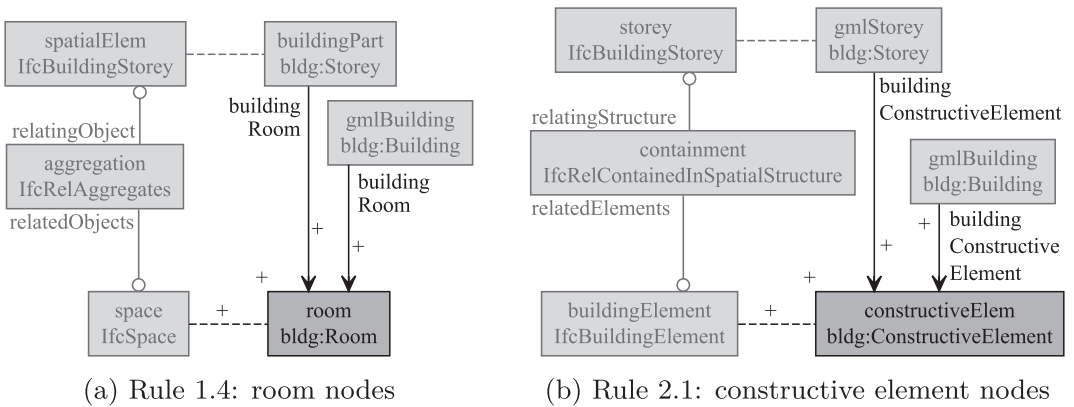 spatialElem
IfcBuildingStorey
buildingPart
bldg:Storey
building
Room
gmlBuilding
bldg:Building
relatingObject
aggregation
IfcRelAggregates
relatedObjects
building
Room
+
+
+
+
space
IfcSpace
room
bldg:Room
(a) Rule 1.4: room nodes
storey
IfcBuildingStorey
gmlStorey
bldg:Storey
building
ConstructiveElement
relatingStructure
containment
IfcRelContainedInSpatialStructure
relatedElements
gmlBuilding
bldg:Building
+
building
Constructive
Element
+
+
+
buildingElement
IfcBuildingElement
constructiveElem
bldg:ConstructiveElement
(b) Rule 2.1: constructive element nodes